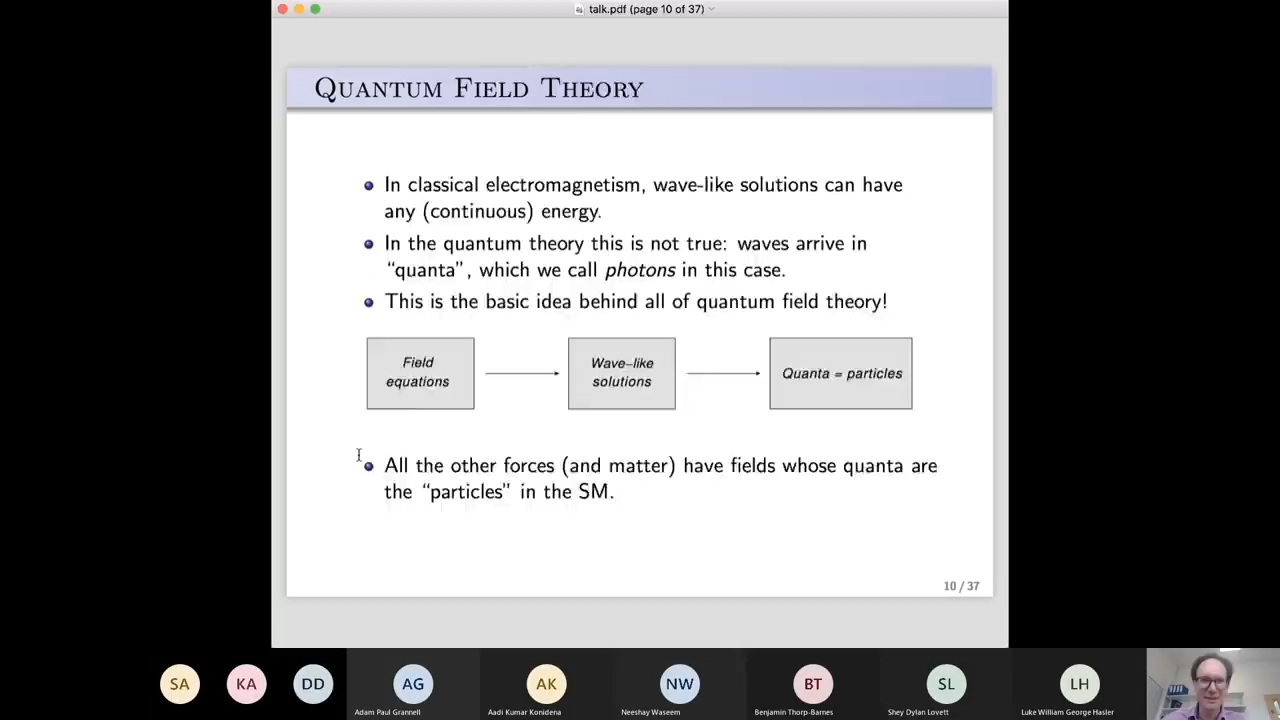 talk.pdf (page 10 of 37)
Quantum Field Theory
In classical electromagnetism, wave-like solutions can have
any (continuous) energy.
In the quantum theory this is not true: waves arrive in
“quanta”, which we call photons in this case.
This is the basic idea behind all of quantum field theory!
Field
equations
Wave–like
solutions
Quanta = particles
All the other forces (and matter) have fields whose quanta are
the “particles” in the SM.
10 / 37
SA
KA
DD
AG
AK
NW
BT
SL
LH
Adam Paul Grannell
Aadi Kumar Konidena
Neeshay Waseem
Benjamin Thorp-Barnes
Shey Dylan Lovett
Luke William George Hasler